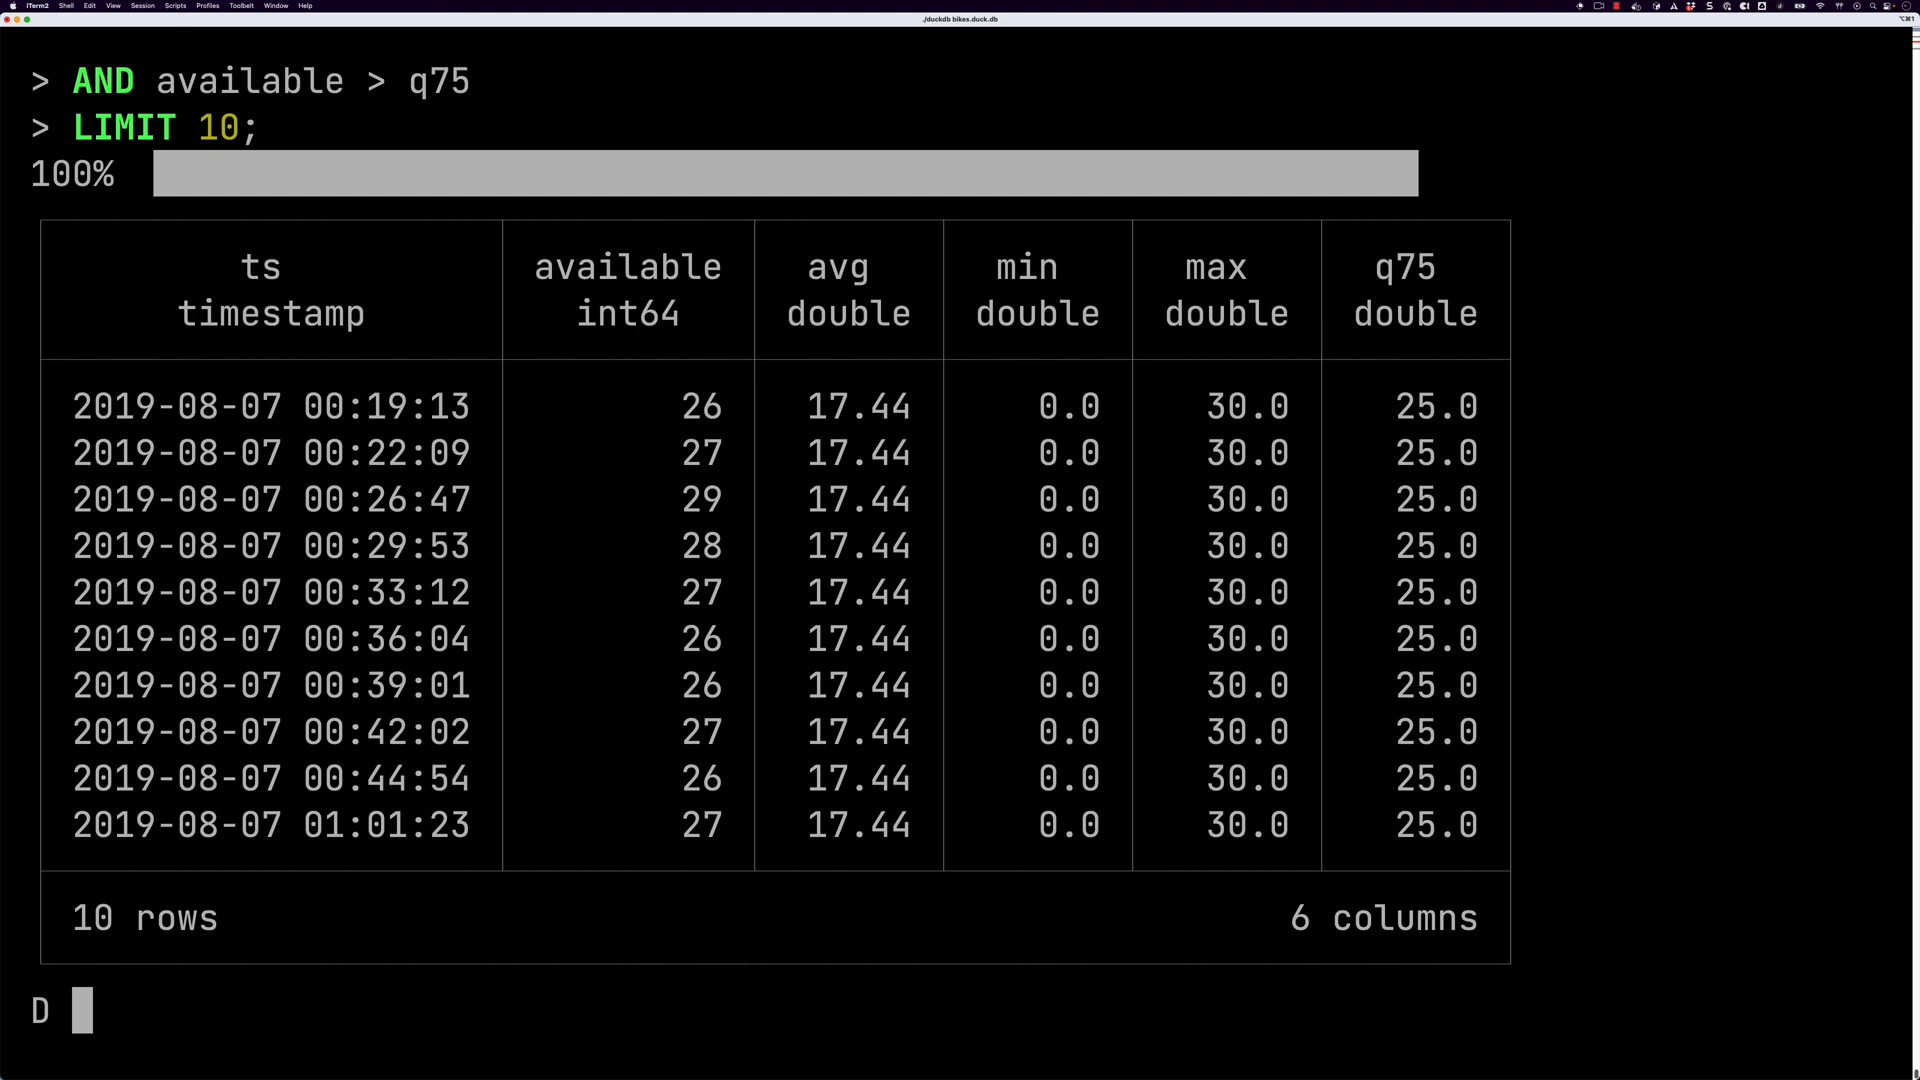 iTerm2 Shell Edit View Session Scripts Profiles Toolbelt Window Help
./duckdb bikes.duck.db
⌥⌘1
> AND available > q75
> LIMIT 10;
100%
ts available avg min max q75
timestamp int64 double double double double
2019-08-07 00:19:13 26 17.44 0.0 30.0 25.0
2019-08-07 00:22:09 27 17.44 0.0 30.0 25.0
2019-08-07 00:26:47 29 17.44 0.0 30.0 25.0
2019-08-07 00:29:53 28 17.44 0.0 30.0 25.0
2019-08-07 00:33:12 27 17.44 0.0 30.0 25.0
2019-08-07 00:36:04 26 17.44 0.0 30.0 25.0
2019-08-07 00:39:01 26 17.44 0.0 30.0 25.0
2019-08-07 00:42:02 27 17.44 0.0 30.0 25.0
2019-08-07 00:44:54 26 17.44 0.0 30.0 25.0
2019-08-07 01:01:23 27 17.44 0.0 30.0 25.0
10 rows 6 columns
D